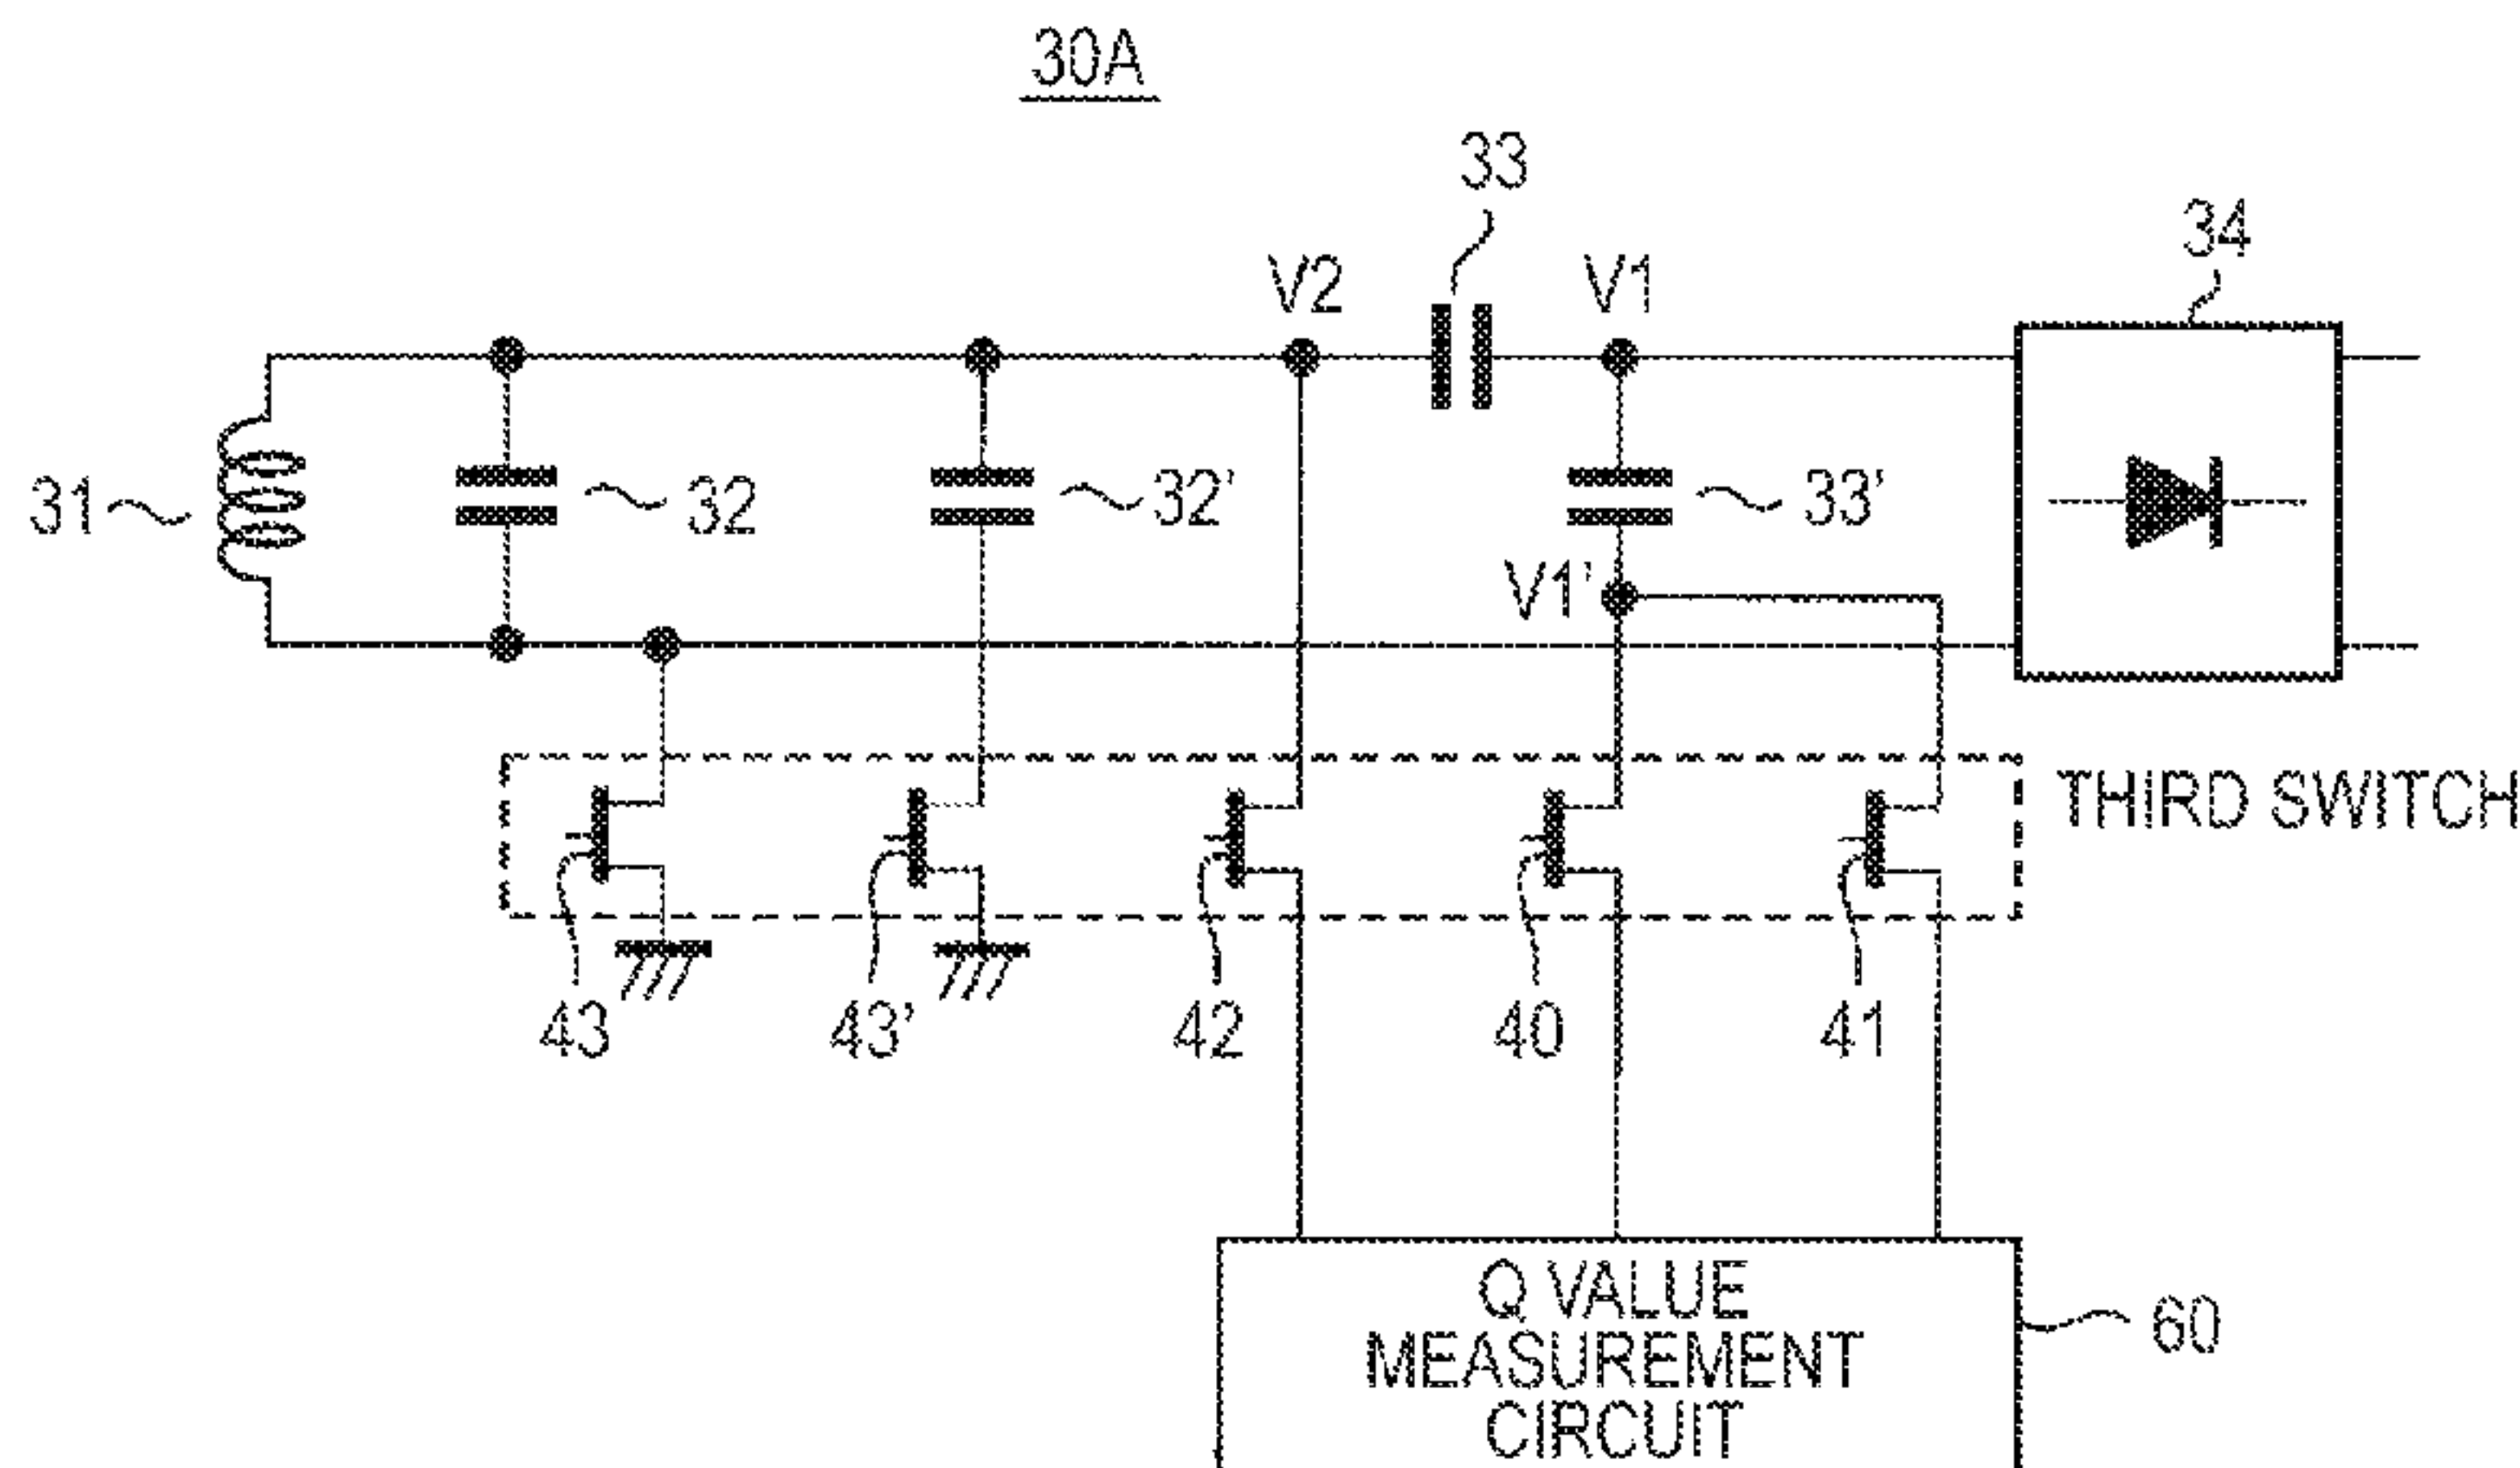 30A
33
34
V2
V1
31
32
32'
33'
V1'
THIRD SWITCH
43
43'
42
40
41
Q VALUE
MEASUREMENT
CIRCUIT
60